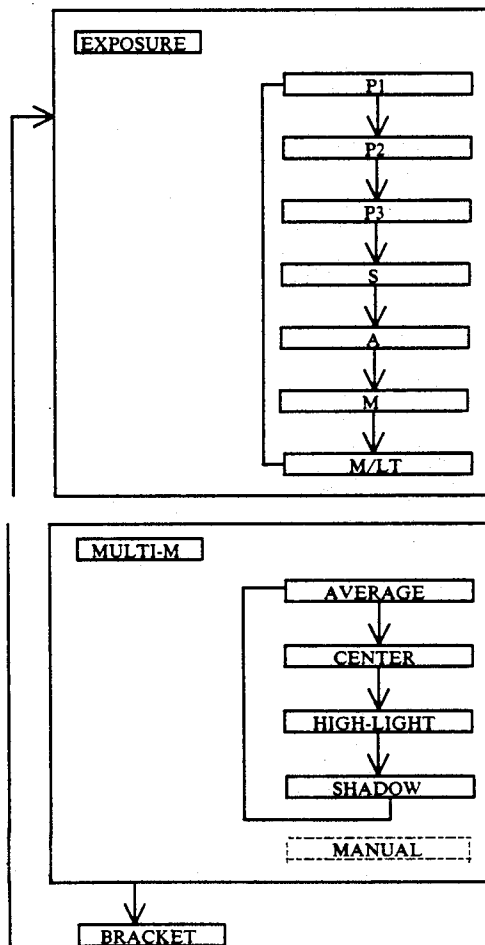 EXPOSURE
P1
P2
P3
S
A
M
M/LT
MULTI-M
AVERAGE
CENTER
HIGH-LIGHT
SHADOW
MANUAL
BRACKET